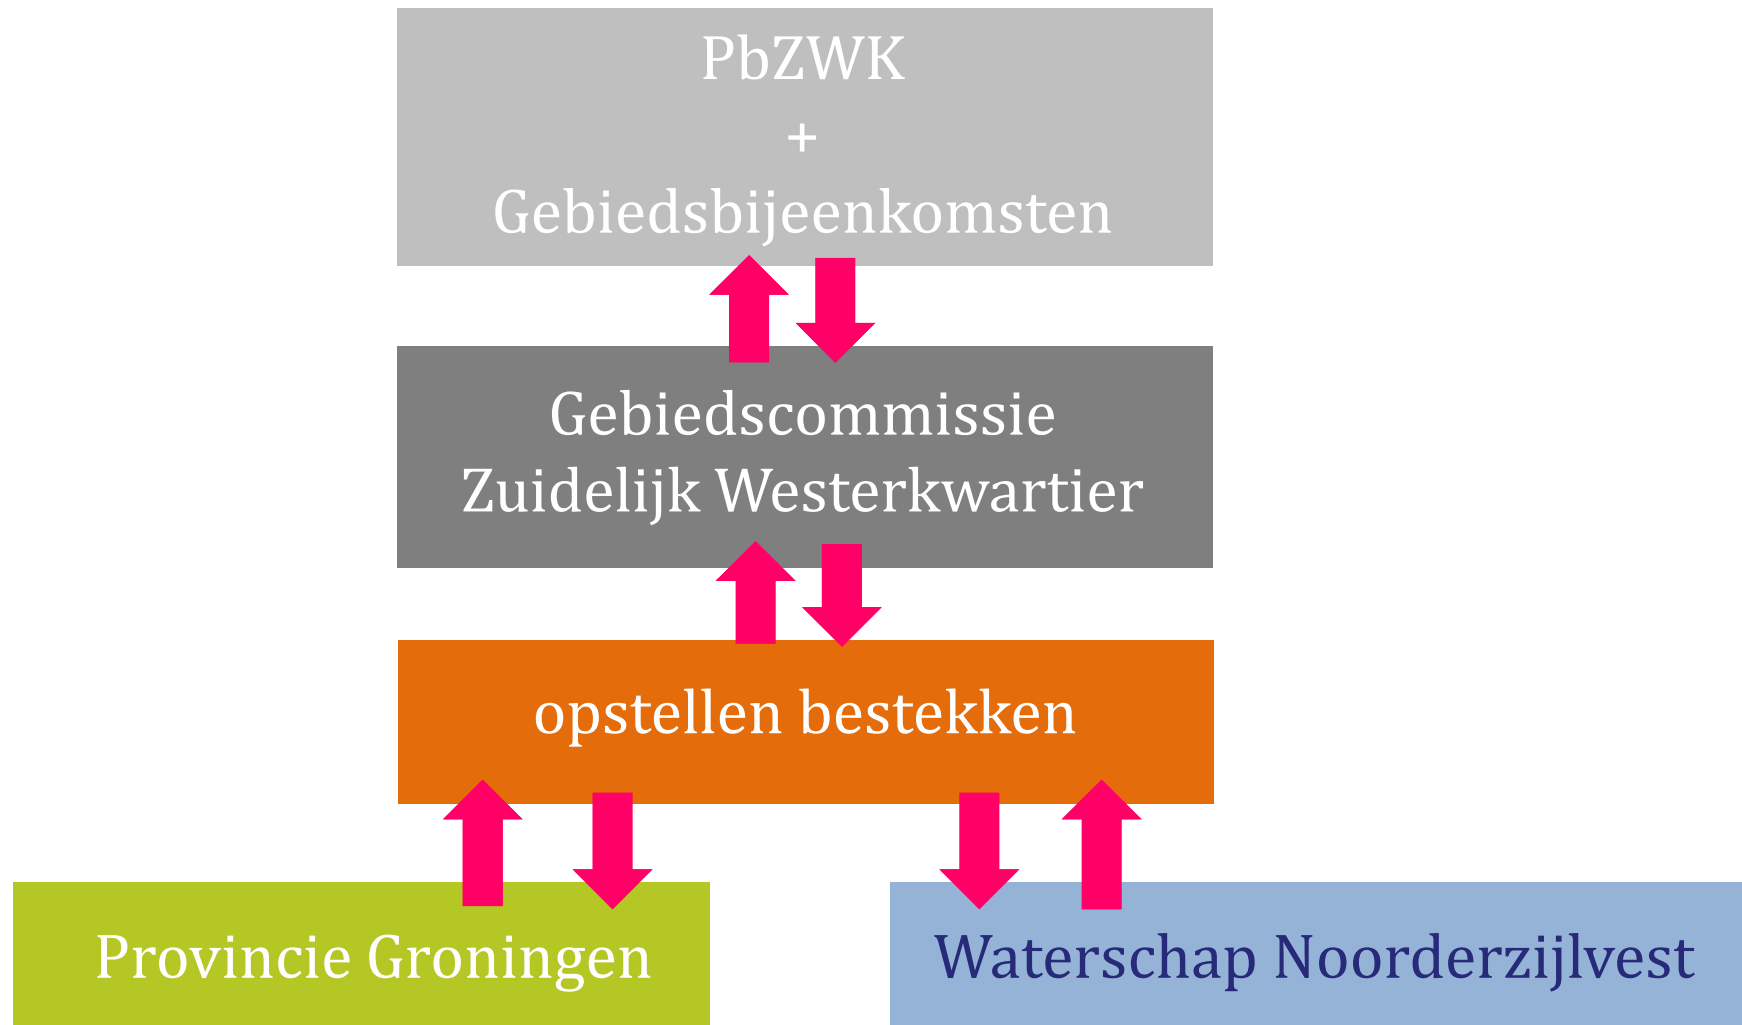 PbZWK
+
Gebiedsbijeenkomsten
Gebiedscommissie
Zuidelijk Westerkwartier
opstellen bestekken
Provincie Groningen
Waterschap Noorderzijlvest